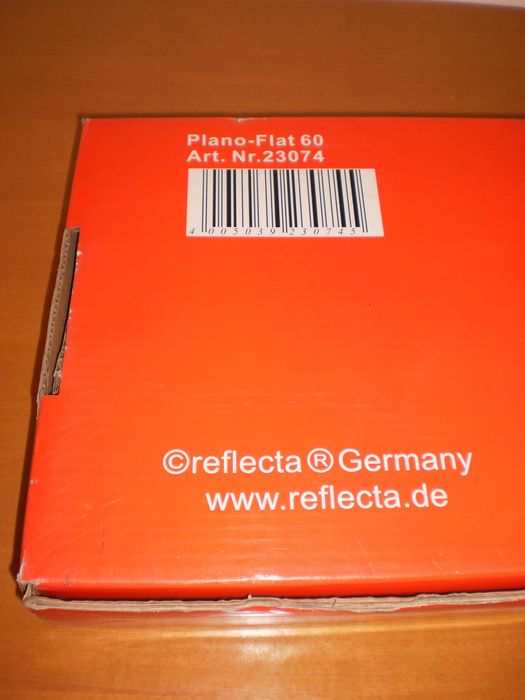 Plano-Flat 60
Art. Nr.23074
4 005039 230745
©reflecta®Germany
www.reflecta.de